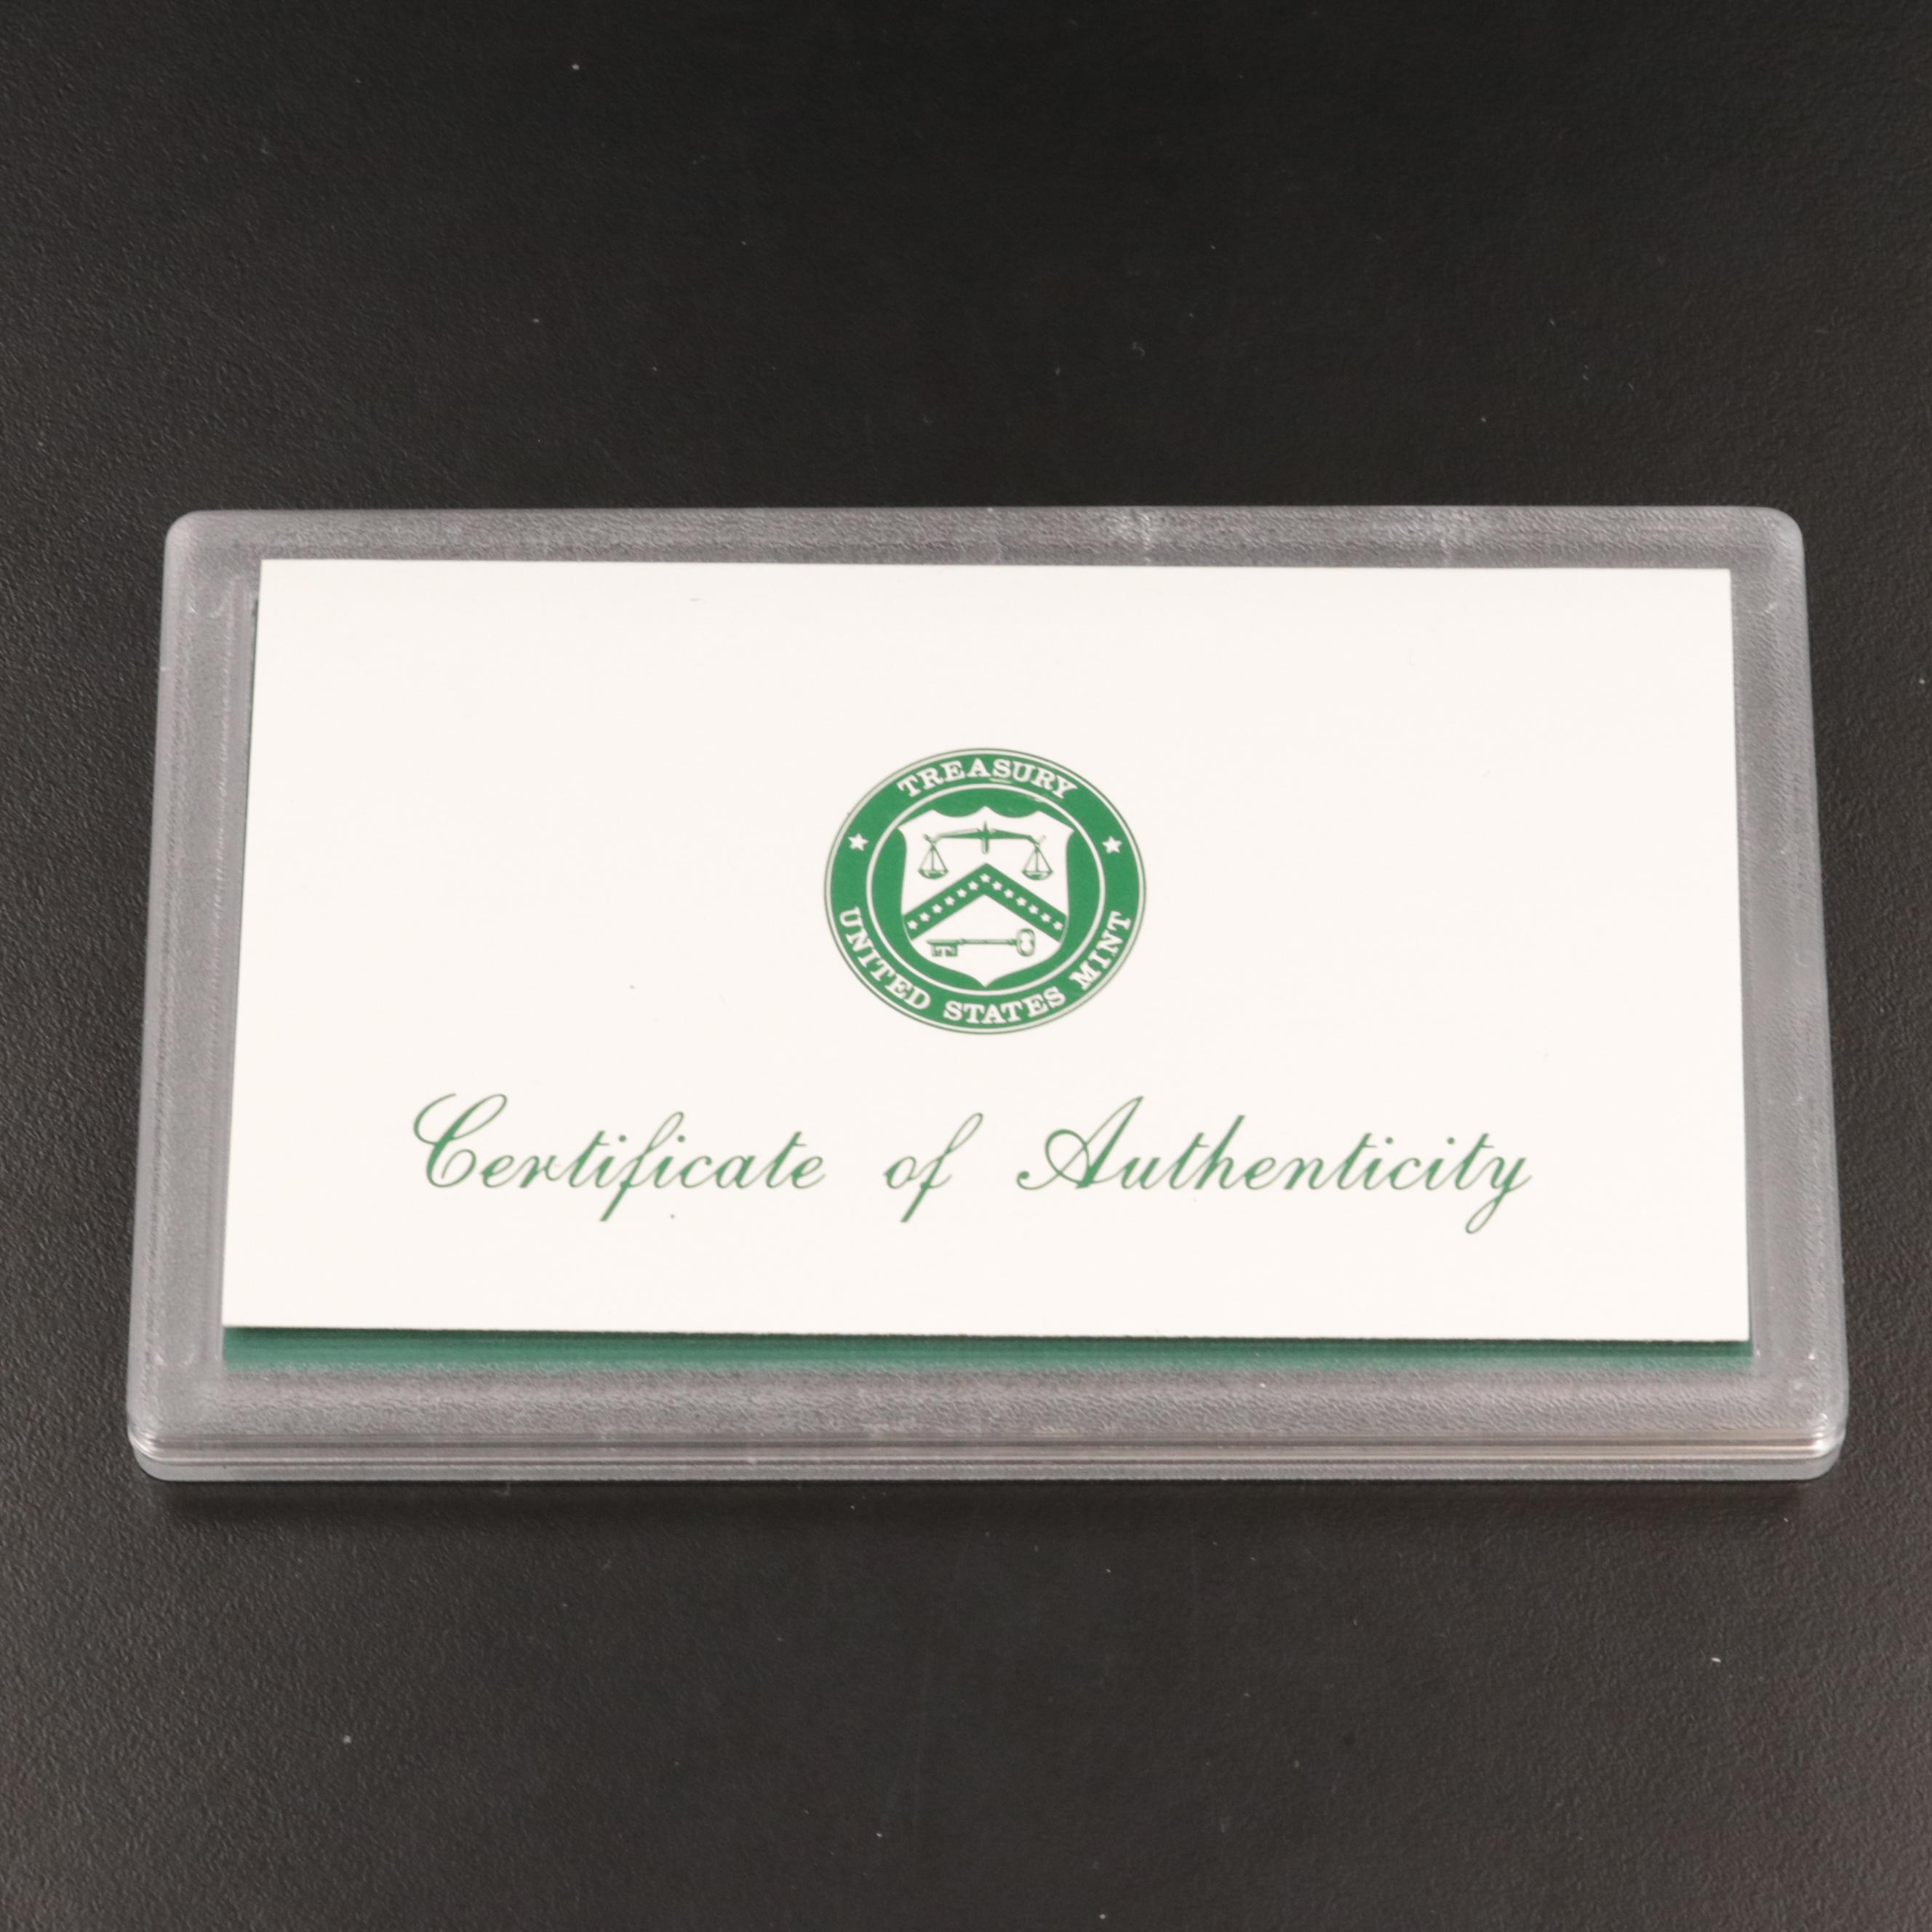 TREASURY
UNITED STATES MINT
Certificate of Authenticity